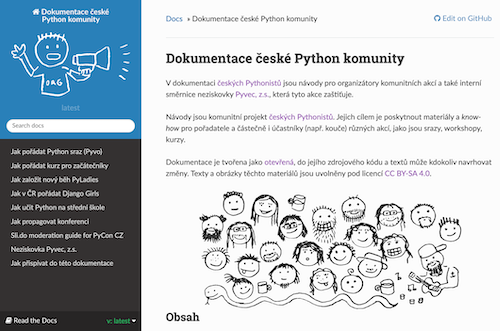 Dokumentace české
Python komunity
ORG
latest
Search docs
Jak pořádat Python sraz (Pyvo)
Jak pořádat kurz pro začátečníky
Jak založit nový běh PyLadies
Jak v ČR pořádat Django Girls
Jak učit Python na střední škole
Jak propagovat konferenci
Sli.do moderation guide for PyCon CZ
Neziskovka Pyvec, z.s.
Jak přispívat do této dokumentace
Read the Docs
v: latest
Docs » Dokumentace české Python komunity
Edit on GitHub
Dokumentace české Python komunity
V dokumentaci českých Pythonistů jsou návody pro organizátory komunitních akcí a také interní
směrnice neziskovky Pyvec, z.s., která tyto akce zaštiťuje.
Návody jsou komunitní projekt českých Pythonistů. Jejich cílem je poskytnout materiály a know-
how pro pořadatele a částečně i účastníky (např. kouče) různých akcí, jako jsou srazy, workshopy,
kurzy.
Dokumentace je tvořena jako otevřená, do jejího zdrojového kódu a textů může kdokoliv navrhovat
změny. Texty a obrázky těchto materiálů jsou uvolněny pod licencí CC BY-SA 4.0.
Obsah